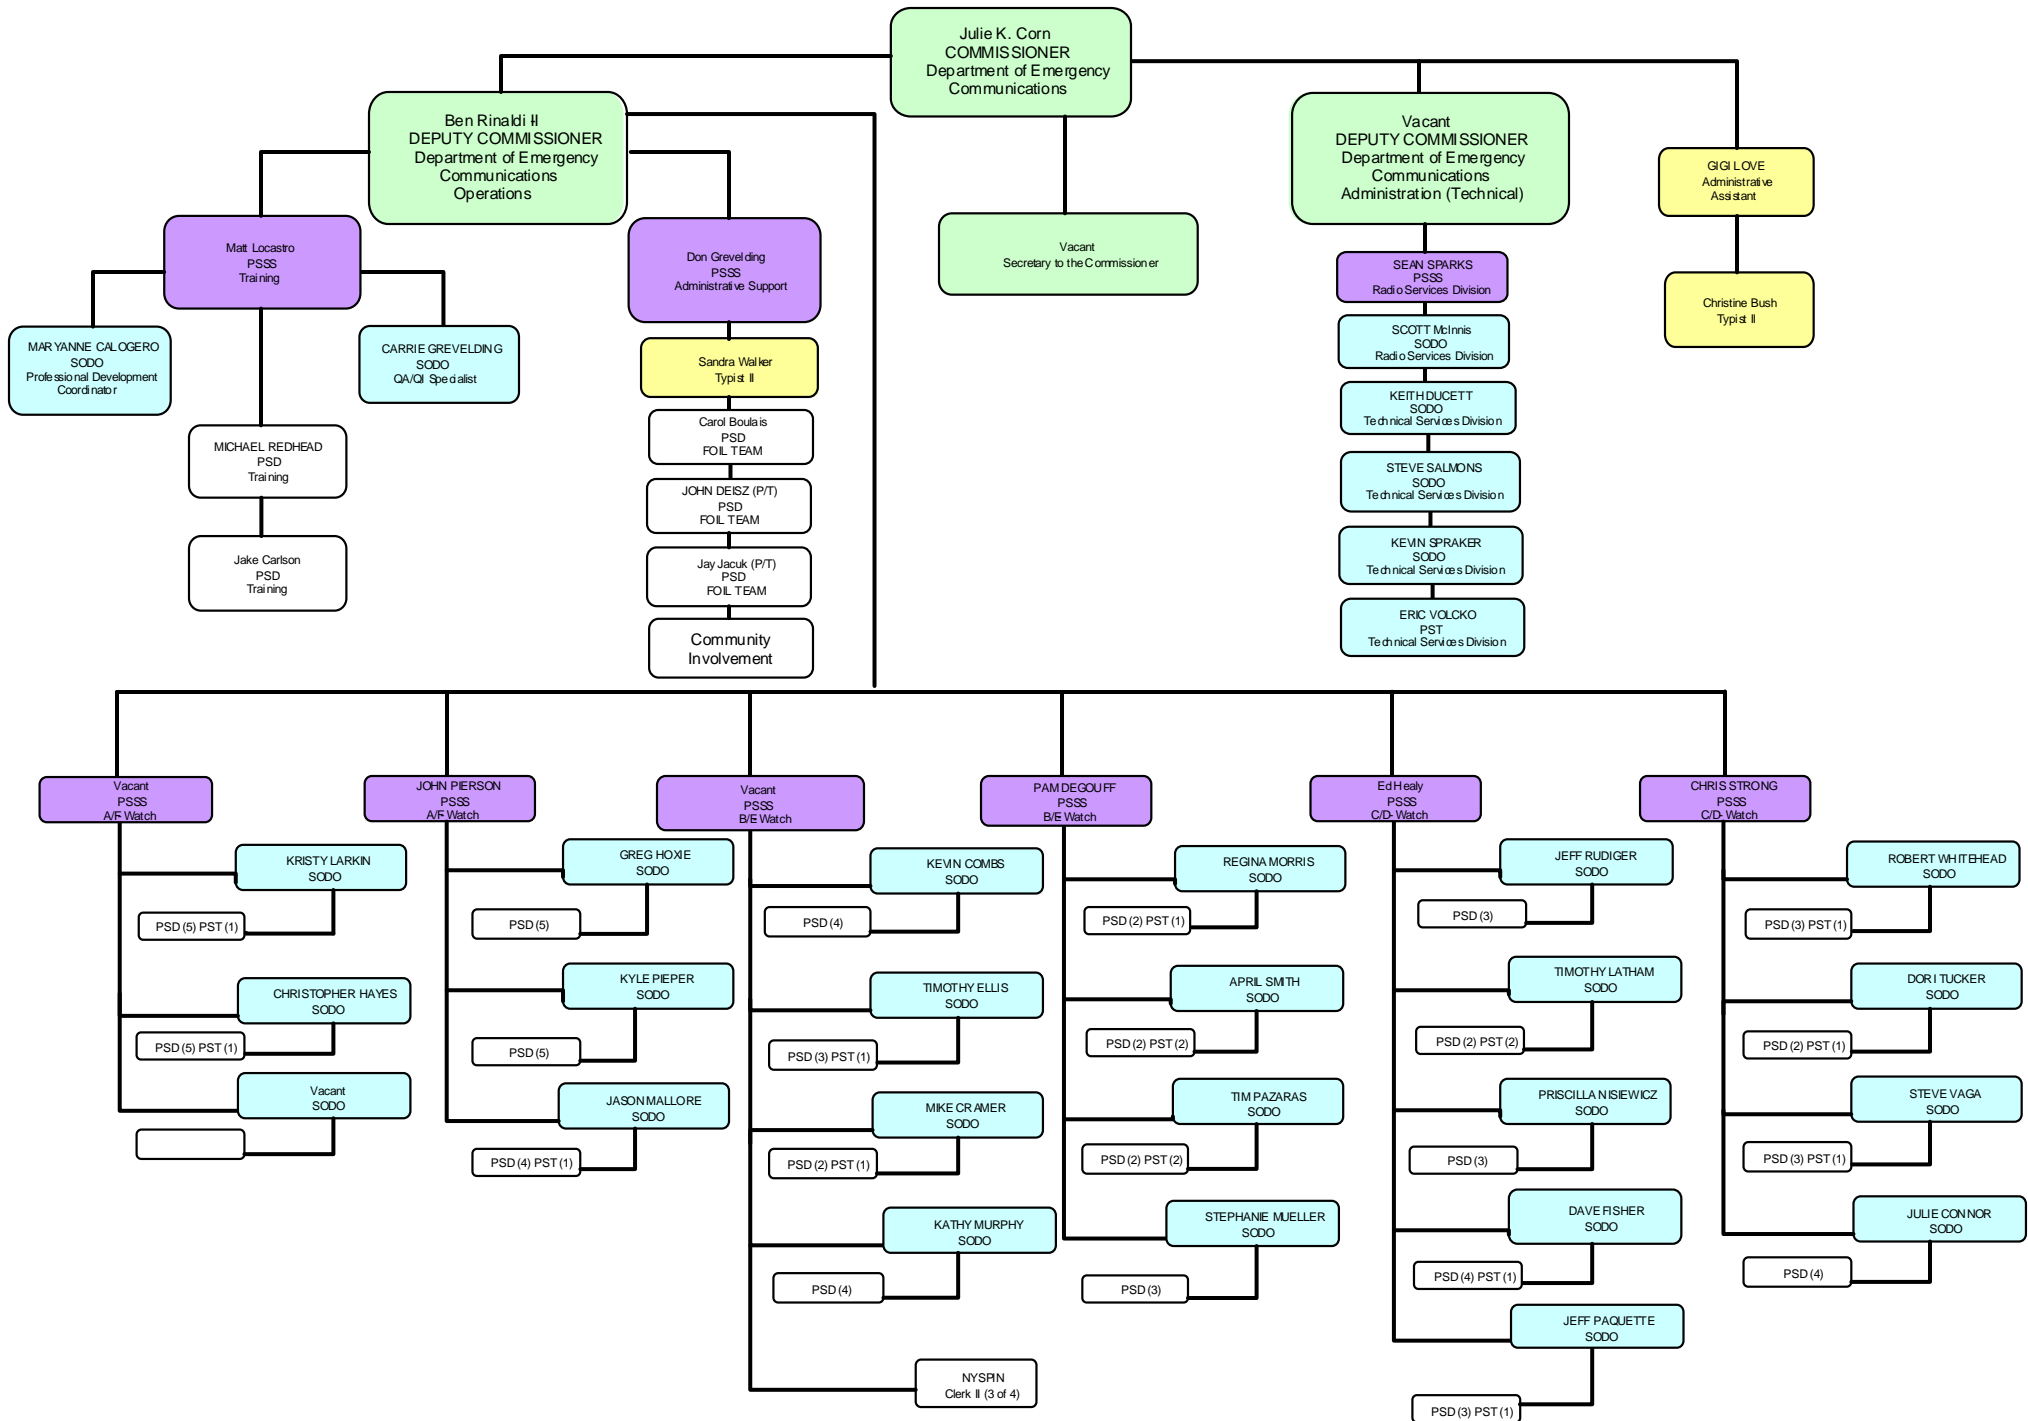 Julie K. Corn
COMMISSIONER
Department of Emergency
Communications
Ben Rinaldi II
DEPUTY COMMISSIONER
Department of Emergency
Communications
Operations
Vacant
DEPUTY COMMISSIONER
Department of Emergency
Communications
Administration (Technical)
GIGI LOVE
Administrative
Assistant
Matt Locastro
PSSS
Training
Don Grevelding
PSSS
Administrative Support
Vacant
Secretary to the Commissioner
SEAN SPARKS
PSSS
Radio Services Division
Christine Bush
Typist II
MARYANNE CALOGERO
SODO
Professional Development
Coordinator
CARRIE GREVELDING
SODO
QA/QI Specialist
Sandra Walker
Typist II
SCOTT McInnis
SODO
Radio Services Division
MICHAEL REDHEAD
PSD
Training
Carol Boulais
PSD
FOIL TEAM
KEITH DUCETT
SODO
Technical Services Division
JOHN DEISZ (P/T)
PSD
FOIL TEAM
STEVE SALMONS
SODO
Technical Services Division
Jake Carlson
PSD
Training
Jay Jacuk (P/T)
PSD
FOIL TEAM
KEVIN SPRAKER
SODO
Technical Services Division
Community
Involvement
ERIC VOLCKO
PST
Technical Services Division
Vacant
PSSS
A/F Watch
KRISTY LARKIN
SODO
PSD (5) PST (1)
CHRISTOPHER HAYES
SODO
PSD (5) PST (1)
Vacant
SODO
JOHN PIERSON
PSSS
A/F Watch
GREG HOXIE
SODO
PSD (5)
KYLE PIEPER
SODO
PSD (5)
JASON MALLORE
SODO
PSD (4) PST (1)
Vacant
PSSS
B/E Watch
KEVIN COMBS
SODO
PSD (4)
TIMOTHY ELLIS
SODO
PSD (3) PST (1)
MIKE CRAMER
SODO
PSD (2) PST (1)
KATHY MURPHY
SODO
PSD (4)
NYSPIN
Clerk II (3 of 4)
PAM DEGOUFF
PSSS
B/E Watch
REGINA MORRIS
SODO
PSD (2) PST (1)
APRIL SMITH
SODO
PSD (2) PST (2)
TIM PAZARAS
SODO
PSD (2) PST (2)
STEPHANIE MUELLER
SODO
PSD (3)
Ed Healy
PSSS
C/D- Watch
JEFF RUDIGER
SODO
PSD (3)
TIMOTHY LATHAM
SODO
PSD (2) PST (2)
PRISCILLA NISIEWICZ
SODO
PSD (3)
DAVE FISHER
SODO
PSD (4) PST (1)
JEFF PAQUETTE
SODO
PSD (3) PST (1)
CHRIS STRONG
PSSS
C/D- Watch
ROBERT WHITEHEAD
SODO
PSD (3) PST (1)
DORI TUCKER
SODO
PSD (2) PST (1)
STEVE VAGA
SODO
PSD (3) PST (1)
JULIE CONNOR
SODO
PSD (4)